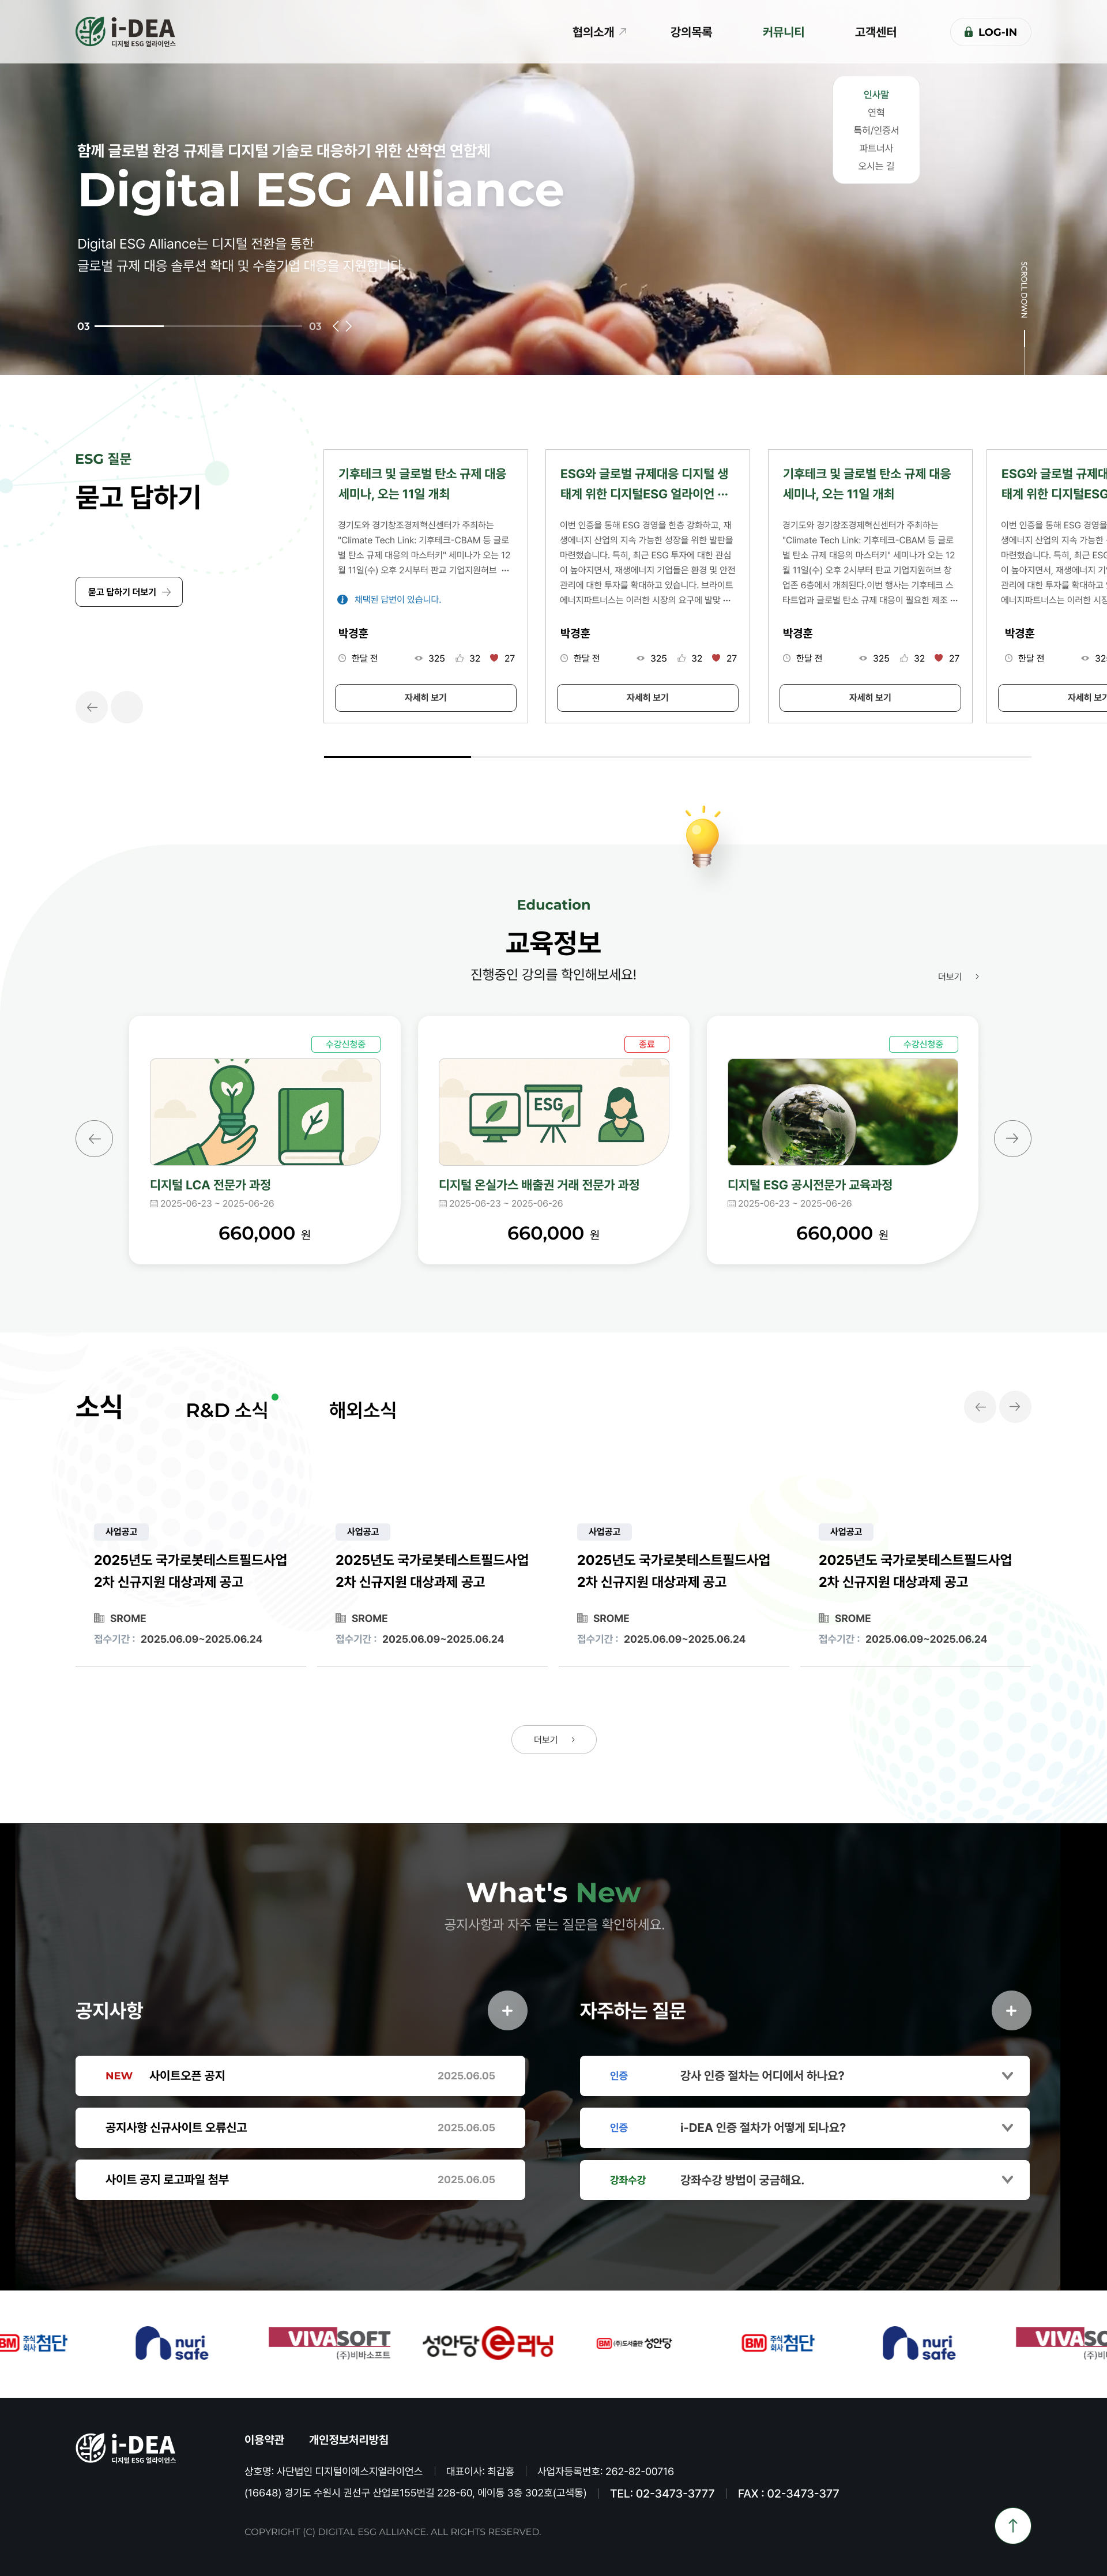 i-DEA
디지털 ESG 얼라이언스
협의소개
강의목록
커뮤니티
고객센터
LOG-IN
인사말
연혁
특허/인증서
파트너사
오시는 길
함께 글로벌 환경 규제를 디지털 기술로 대응하기 위한 산학연 연합체
Digital ESG Alliance
Digital ESG Alliance는 디지털 전환을 통한
글로벌 규제 대응 솔루션 확대 및 수출기업 대응을 지원합니다.
03
03
SCROLL DOWN
ESG 질문
묻고 답하기
묻고 답하기 더보기
기후테크 및 글로벌 탄소 규제 대응
세미나, 오는 11일 개최
경기도와 경기창조경제혁신센터가 주최하는
"Climate Tech Link: 기후테크-CBAM 등 글로
벌 탄소 규제 대응의 마스터키" 세미나가 오는 12
월 11일(수) 오후 2시부터 판교 기업지원허브 ···
채택된 답변이 있습니다.
박경훈
한달 전
325
32
27
자세히 보기
ESG와 글로벌 규제대응 디지털 생
태계 위한 디지털ESG 얼라이언 ···
이번 인증을 통해 ESG 경영을 한층 강화하고, 재
생에너지 산업의 지속 가능한 성장을 위한 발판을
마련했습니다. 특히, 최근 ESG 투자에 대한 관심
이 높아지면서, 재생에너지 기업들은 환경 및 안전
관리에 대한 투자를 확대하고 있습니다. 브라이트
에너지파트너스는 이러한 시장의 요구에 발맞 ···
박경훈
한달 전
325
32
27
자세히 보기
기후테크 및 글로벌 탄소 규제 대응
세미나, 오는 11일 개최
경기도와 경기창조경제혁신센터가 주최하는
"Climate Tech Link: 기후테크-CBAM 등 글로
벌 탄소 규제 대응의 마스터키" 세미나가 오는 12
월 11일(수) 오후 2시부터 판교 기업지원허브 창
업존 6층에서 개최된다.이번 행사는 기후테크 스
타트업과 글로벌 탄소 규제 대응이 필요한 제조 ···
박경훈
한달 전
325
32
27
자세히 보기
ESG와 글로벌 규제대
태계 위한 디지털ESG
이번 인증을 통해 ESG 경영을
생에너지 산업의 지속 가능한
마련했습니다. 특히, 최근 ESG
이 높아지면서, 재생에너지 기
관리에 대한 투자를 확대하고
에너지파트너스는 이러한 시장
박경훈
한달 전
32
자세히 보기
Education
교육정보
진행중인 강의를 확인해보세요!
더보기
수강신청중
디지털 LCA 전문가 과정
2025-06-23 ~ 2025-06-26
660,000 원
종료
ESG
디지털 온실가스 배출권 거래 전문가 과정
2025-06-23 ~ 2025-06-26
660,000 원
수강신청중
디지털 ESG 공시전문가 교육과정
2025-06-23 ~ 2025-06-26
660,000 원
소식
R&D 소식
해외소식
사업공고
2025년도 국가로봇테스트필드사업
2차 신규지원 대상과제 공고
SROME
접수기간 : 2025.06.09~2025.06.24
사업공고
2025년도 국가로봇테스트필드사업
2차 신규지원 대상과제 공고
SROME
접수기간 : 2025.06.09~2025.06.24
사업공고
2025년도 국가로봇테스트필드사업
2차 신규지원 대상과제 공고
SROME
접수기간 : 2025.06.09~2025.06.24
사업공고
2025년도 국가로봇테스트필드사업
2차 신규지원 대상과제 공고
SROME
접수기간 : 2025.06.09~2025.06.24
더보기
What's New
공지사항과 자주 묻는 질문을 확인하세요.
공지사항
NEW 사이트오픈 공지 2025.06.05
공지사항 신규사이트 오류신고 2025.06.05
사이트 공지 로고파일 첨부 2025.06.05
자주하는 질문
인증 강사 인증 절차는 어디에서 하나요?
인증 i-DEA 인증 절차가 어떻게 되나요?
강좌수강 강좌수강 방법이 궁금해요.
BM 주식회사 첨단
nuri safe
VIVASOFT
(주)비바소프트
성안당 e러닝
BM (주)도서출판 성안당
BM 주식회사 첨단
nuri safe
VIVASO
(주)비
i-DEA
디지털 ESG 얼라이언스
이용약관
개인정보처리방침
상호명: 사단법인 디지털이에스지얼라이언스
대표이사: 최갑홍
사업자등록번호: 262-82-00716
(16648) 경기도 수원시 권선구 산업로155번길 228-60, 에이동 3층 302호(고색동)
TEL: 02-3473-3777
FAX : 02-3473-377
COPYRIGHT (C) DIGITAL ESG ALLIANCE. ALL RIGHTS RESERVED.